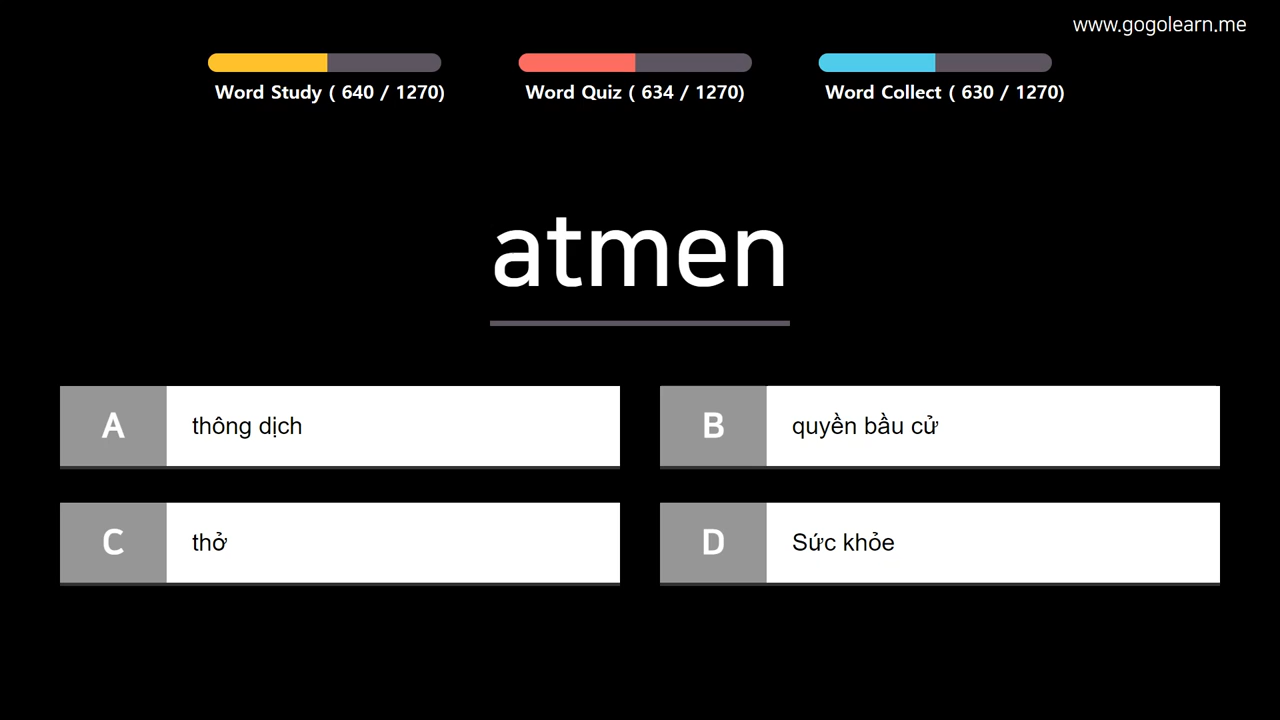 www.gogolearn.me
Word Study ( 640 / 1270)
Word Quiz ( 634 / 1270)
Word Collect ( 630 / 1270)
atmen
A
thông dịch
B
quyền bầu cử
C
thở
D
Sức khỏe